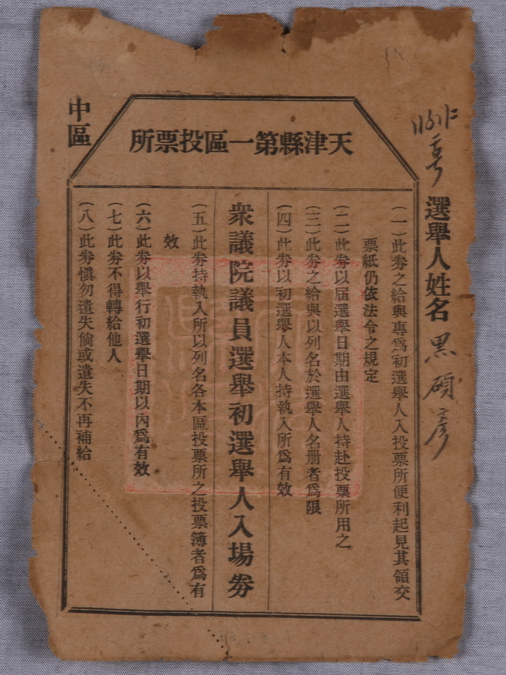 天津縣第一區投票所
中區
選舉人姓名 黑碩彥
(一)此券之給與專爲初選舉人入投票所便利起見其領交
票紙仍依法令之規定
(二)此券以屆選舉日期由選舉人持赴投票所用之
(三)此券之給與以列名於選舉人名册者爲限
(四)此券以初選舉人本人持執入所爲有效
衆議院議員選舉初選舉人入場券
(五)此券持執入所以列名各本區投票所之投票簿者爲有
效
(六)此券以舉行初選舉日期以內爲有效
(七)此券不得轉給他人
(八)此券愼勿遺失倘或遺失不再補給